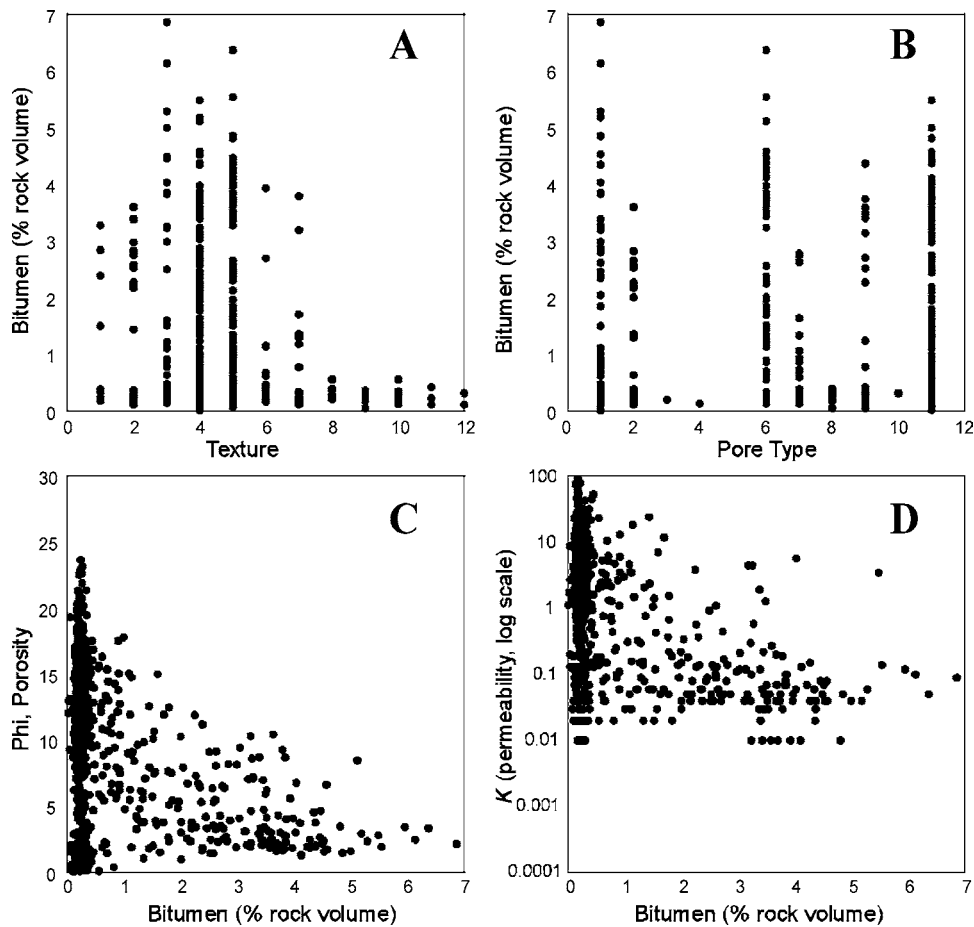 A
Bitumen (% rock volume)
7
6
5
4
3
2
1
0
0 2 4 6 8 10 12
Texture
B
Bitumen (% rock volume)
7
6
5
4
3
2
1
0
0 2 4 6 8 10 12
Pore Type
C
Phi, Porosity
30
25
20
15
10
5
0
0 1 2 3 4 5 6 7
Bitumen (% rock volume)
D
K (permeability, log scale)
100
10
1
0.1
0.01
0.001
0.0001
0 1 2 3 4 5 6 7
Bitumen (% rock volume)